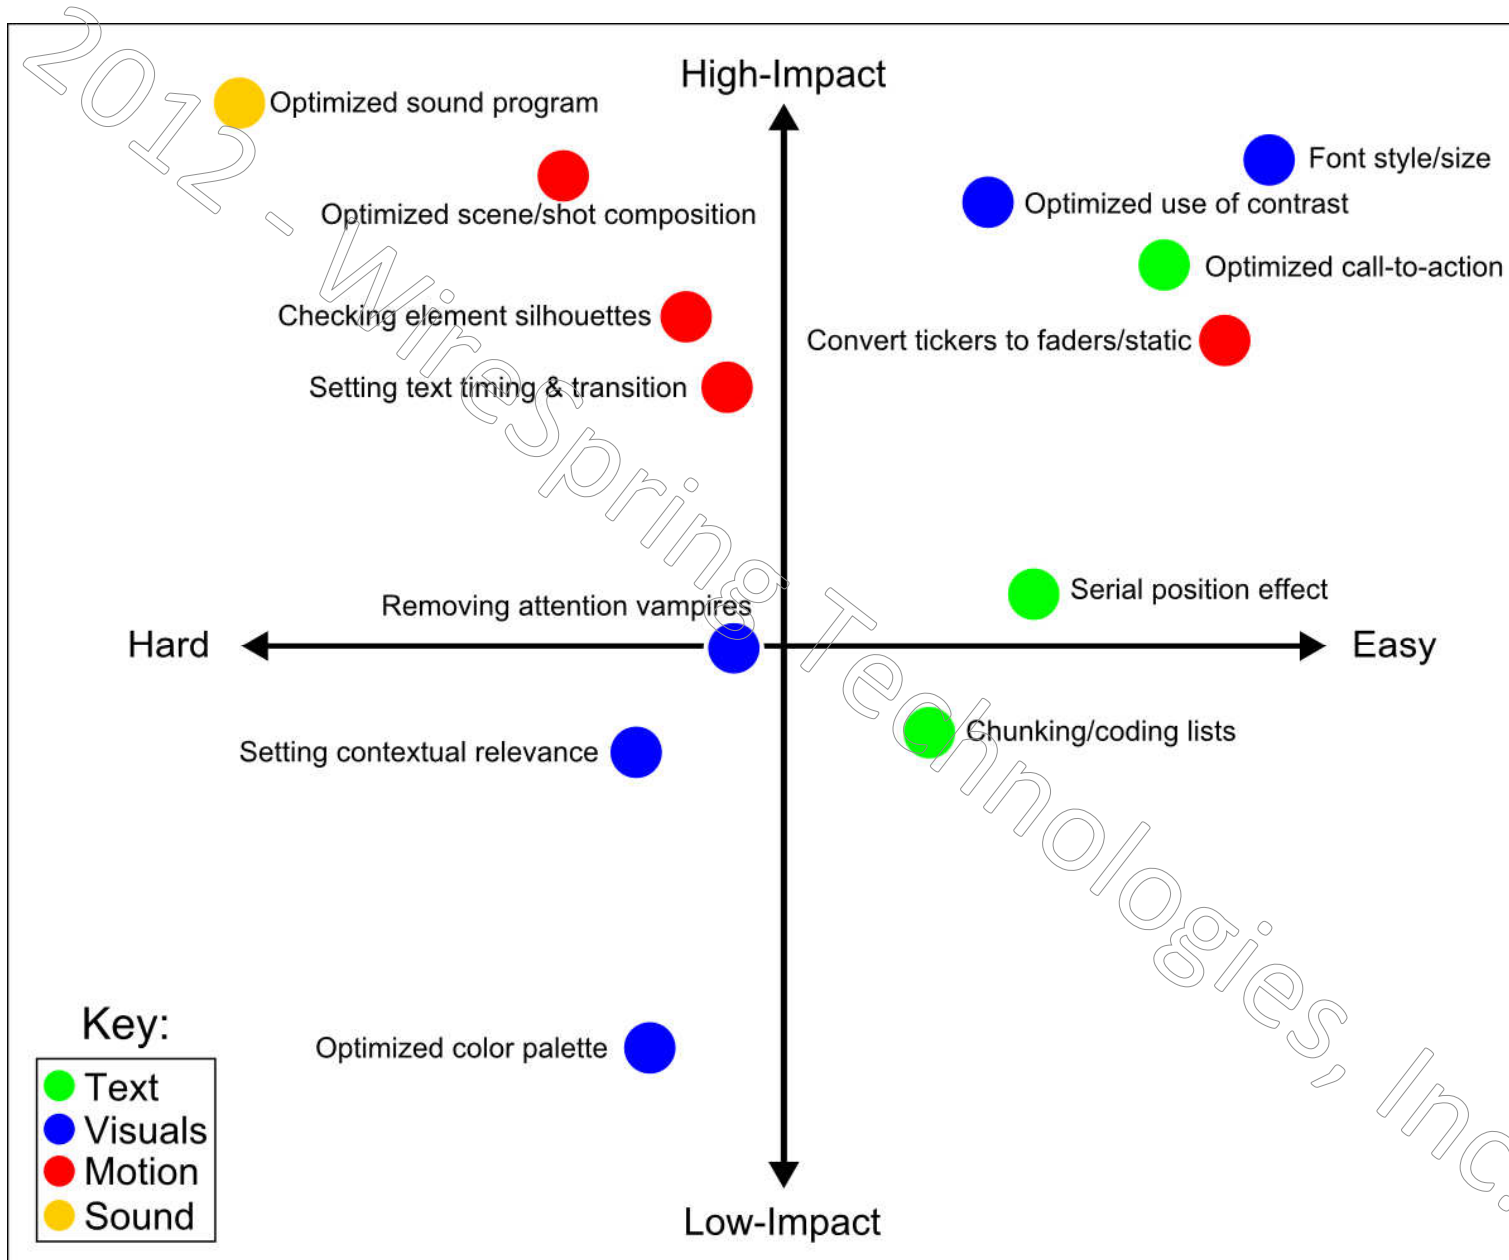 2012 - WireSpring Technologies, Inc.
High-Impact
Optimized sound program
Font style/size
Optimized use of contrast
Optimized scene/shot composition
Optimized call-to-action
Checking element silhouettes
Convert tickers to faders/static
Setting text timing & transition
Serial position effect
Removing attention vampires
Hard
Easy
Chunking/coding lists
Setting contextual relevance
Optimized color palette
Key:
Text
Visuals
Motion
Sound
Low-Impact